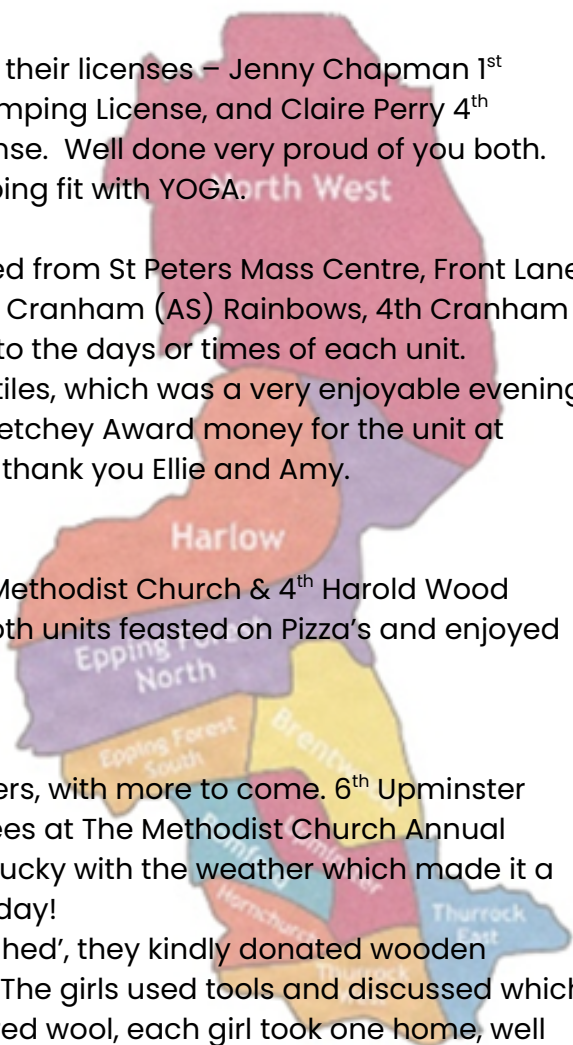 their licenses – Jenny Chapman 1st
mping License, and Claire Perry 4th
nse. Well done very proud of you both.
ping fit with YOGA.
North West
ed from St Peters Mass Centre, Front Lane
Cranham (AS) Rainbows, 4th Cranham
to the days or times of each unit.
tiles, which was a very enjoyable evening
etchey Award money for the unit at
thank you Ellie and Amy.
Harlow
Methodist Church & 4th Harold Wood
oth units feasted on Pizza's and enjoyed
Epping Forest
North
Brentwood
Epping Forest
South
ers, with more to come. 6th Upminster
Romford
Upminster
ees at The Methodist Church Annual
ucky with the weather which made it a
day!
Hornchurch
Thurrock
East
hed', they kindly donated wooden
Thurrock
The girls used tools and discussed which
ed wool, each girl took one home, well